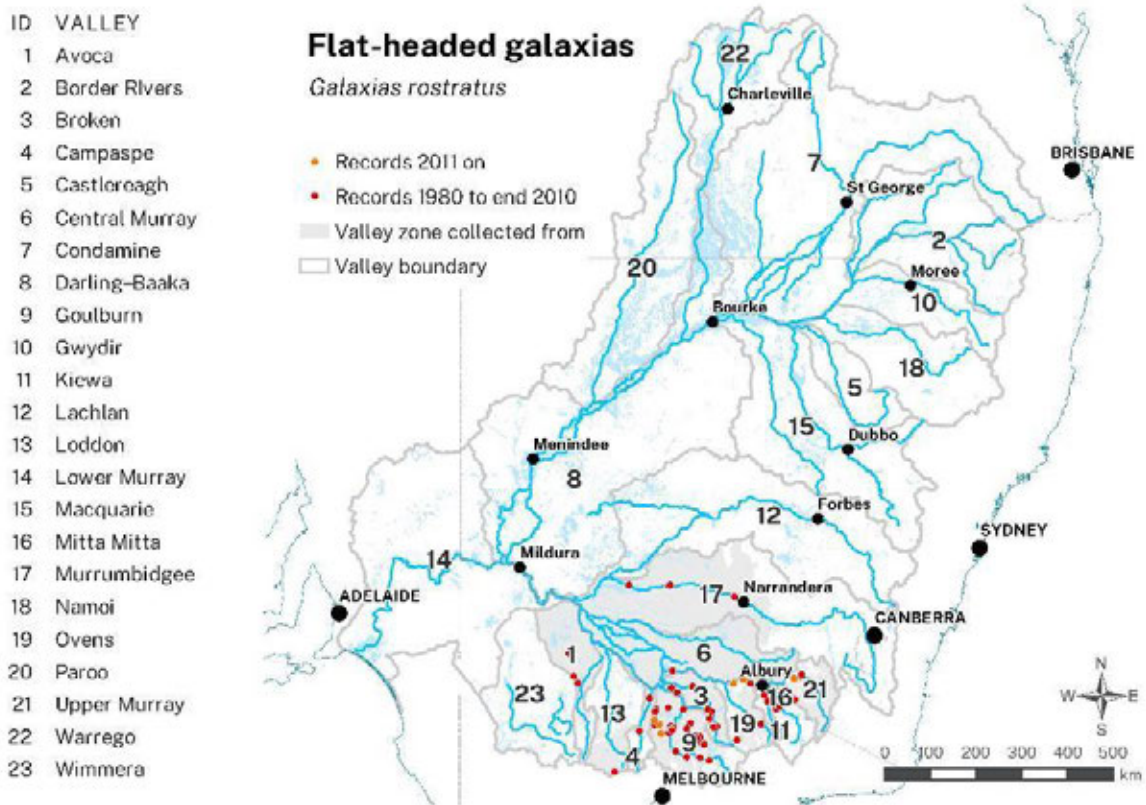 ID VALLEY
1 Avoca
2 Border RIvers
3 Broken
4 Campaspe
5 Castlereagh
6 Central Murray
7 Condamine
8 Darling–Baaka
9 Goulburn
10 Gwydir
11 Kiewa
12 Lachlan
13 Loddon
14 Lower Murray
15 Macquarie
16 Mitta Mitta
17 Murrumbidgee
18 Namoi
19 Ovens
20 Paroo
21 Upper Murray
22 Warrego
23 Wimmera
Flat-headed galaxias
Galaxias rostratus
Records 2011 on
Records 1980 to end 2010
Valley zone collected from
Valley boundary
22
Charleville
BRISBANE
7
St George
2
20
Moree
10
Bourke
18
5
15
Dubbo
Menindee
8
Forbes
12
SYDNEY
14
Mildura
17
Narrandera
ADELAIDE
CANBERRA
1
6
Albury
23
3
16
21
13
19
11
9
4
MELBOURNE
N
W E
S
0 100 200 300 400 500
km